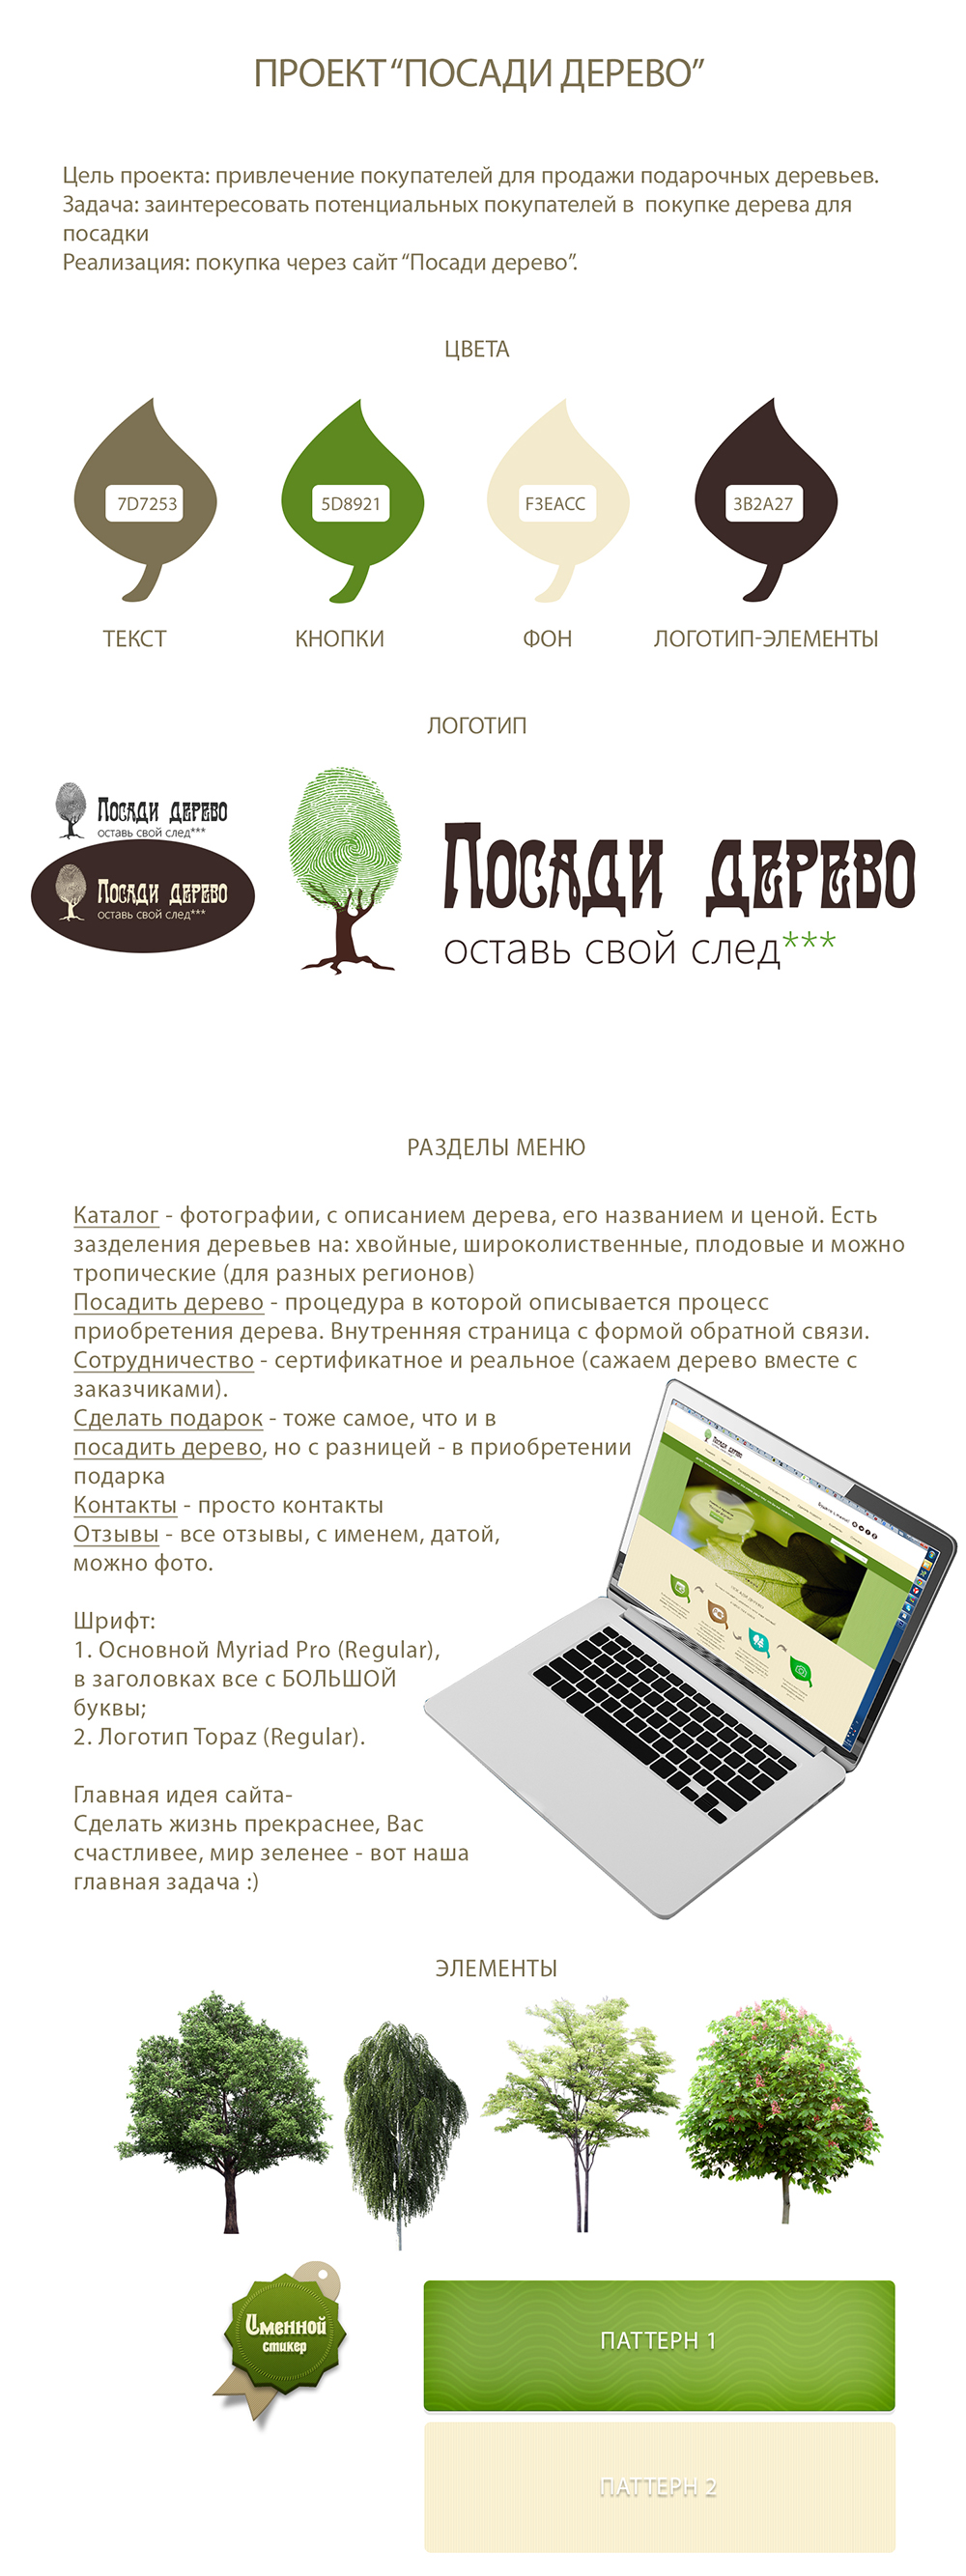 ПРОЕКТ “ПОСАДИ ДЕРЕВО”
Цель проекта: привлечение покупателей для продажи подарочных деревьев.
Задача: заинтересовать потенциальных покупателей в покупке дерева для
посадки
Реализация: покупка через сайт “Посади дерево”.
ЦВЕТА
7D7253
5D8921
F3EACC
3B2A27
ТЕКСТ
КНОПКИ
ФОН
ЛОГОТИП-ЭЛЕМЕНТЫ
ЛОГОТИП
Посади дерево
оставь свой след***
Посади дерево
оставь свой след***
Посади дерево
оставь свой след***
РАЗДЕЛЫ МЕНЮ
Каталог - фотографии, с описанием дерева, его названием и ценой. Есть
зазделения деревьев на: хвойные, широколиственные, плодовые и можно
тропические (для разных регионов)
Посадить дерево - процедура в которой описывается процесс
приобретения дерева. Внутренняя страница с формой обратной связи.
Сотрудничество - сертификатное и реальное (сажаем дерево вместе с
заказчиками).
Сделать подарок - тоже самое, что и в
посадить дерево, но с разницей - в приобретении
подарка
Контакты - просто контакты
Отзывы - все отзывы, с именем, датой,
можно фото.
Шрифт:
1. Основной Myriad Pro (Regular),
в заголовках все с БОЛЬШОЙ
буквы;
2. Логотип Topaz (Regular).
Главная идея сайта-
Сделать жизнь прекраснее, Вас
счастливее, мир зеленее - вот наша
главная задача :)
Посади дерево
ПОСАДИ ДЕРЕВО
ЭЛЕМЕНТЫ
Именной
стикер
ПАТТЕРН 1
ПАТТЕРН 2